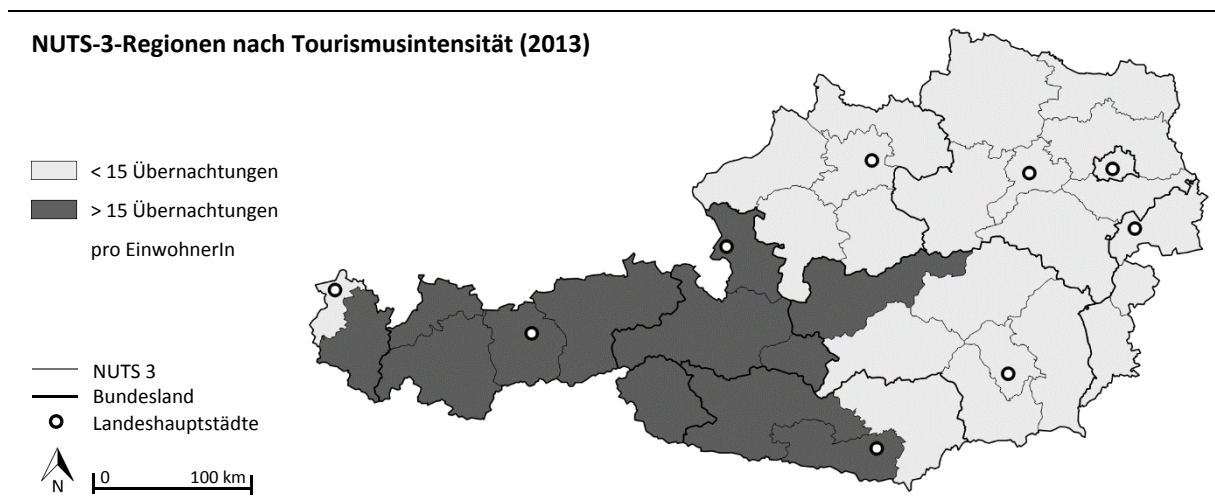 NUTS-3-Regionen nach Tourismusintensität (2013)
< 15 Übernachtungen
> 15 Übernachtungen
pro EinwohnerIn
NUTS 3
Bundesland
Landeshauptstädte
N
0 100 km